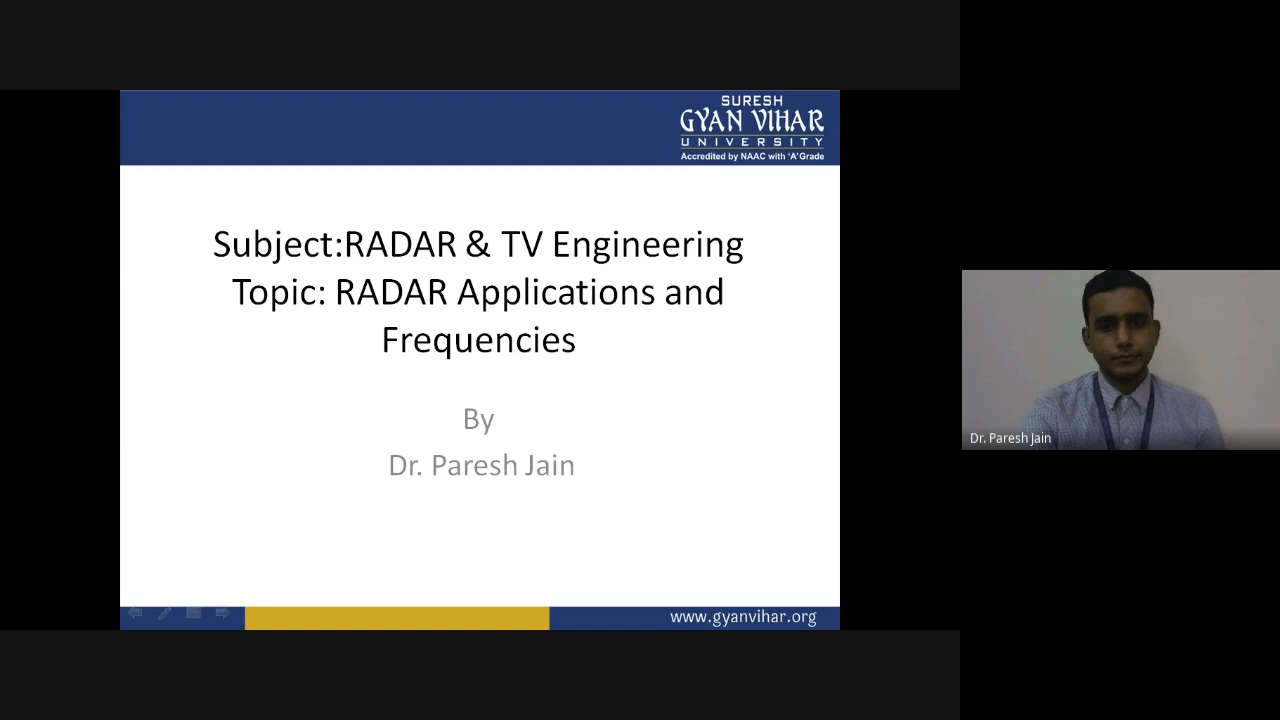 SURESH
GYAN VIHAR
UNIVERSITY
Accredited by NAAC with 'A' Grade
Subject:RADAR & TV Engineering
Topic: RADAR Applications and
Frequencies
By
Dr. Paresh Jain
Dr. Paresh Jain
www.gyanvihar.org